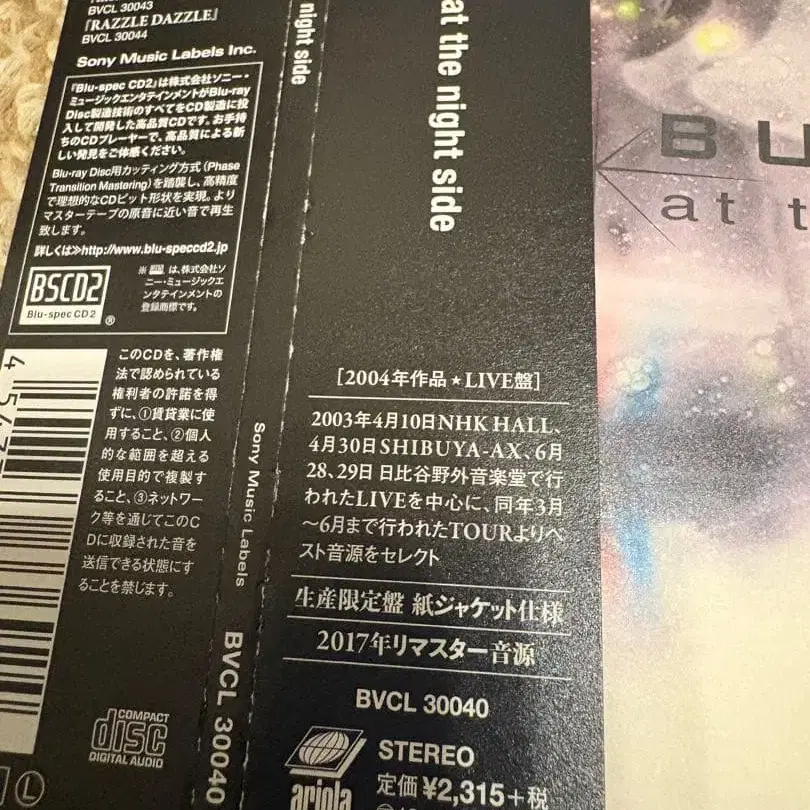 BVCL 30043
『RAZZLE DAZZLE』
BVCL 30044
Sony Music Labels Inc.
『Blu-spec CD2』は株式会社ソニー・
ミュージックエンタテインメントがBlu-ray
Disc製造技術のすべてをCD製造に投
入して開発した高品質CDです。お手持
ちのCDプレーヤーで、高品質による新
しい発見をご体感ください。
Blu-ray Disc用カッティング方式（Phase
Transition Mastering）を踏襲し、高精度
で理想的なCDピット形状を実現。より
マスターテープの原音に近い音で再生
致します。
詳しくは≫http://www.blu-speccd2.jp
BSCD2
Blu-spec CD2
®
※ は、株式会社ソ
ニー・ミュージックエ
ンタテインメントの
登録商標です。
このCDを、著作権
法で認められている
権利者の許諾を得
ずに、①賃貸業に使
用すること、②個人
的な範囲を超える
使用目的で複製す
ること、③ネットワー
ク等を通じてこのC
Dに収録された音を
送信できる状態にす
ることを禁じます。
COMPACT
disc
DIGITAL AUDIO
L
night side
Sony Music Labels
BVCL 30040
at the night side
［2004年作品★LIVE盤］
2003年4月10日NHK HALL、
4月30日SHIBUYA-AX、6月
28、29日 日比谷野外音楽堂で行
われたLIVEを中心に、同年3月
〜6月まで行われたTOURよりベ
スト音源をセレクト
生産限定盤 紙ジャケット仕様
2017年リマスター音源
BVCL 30040
ariola
STEREO
定価¥2,315+税
BU
at t